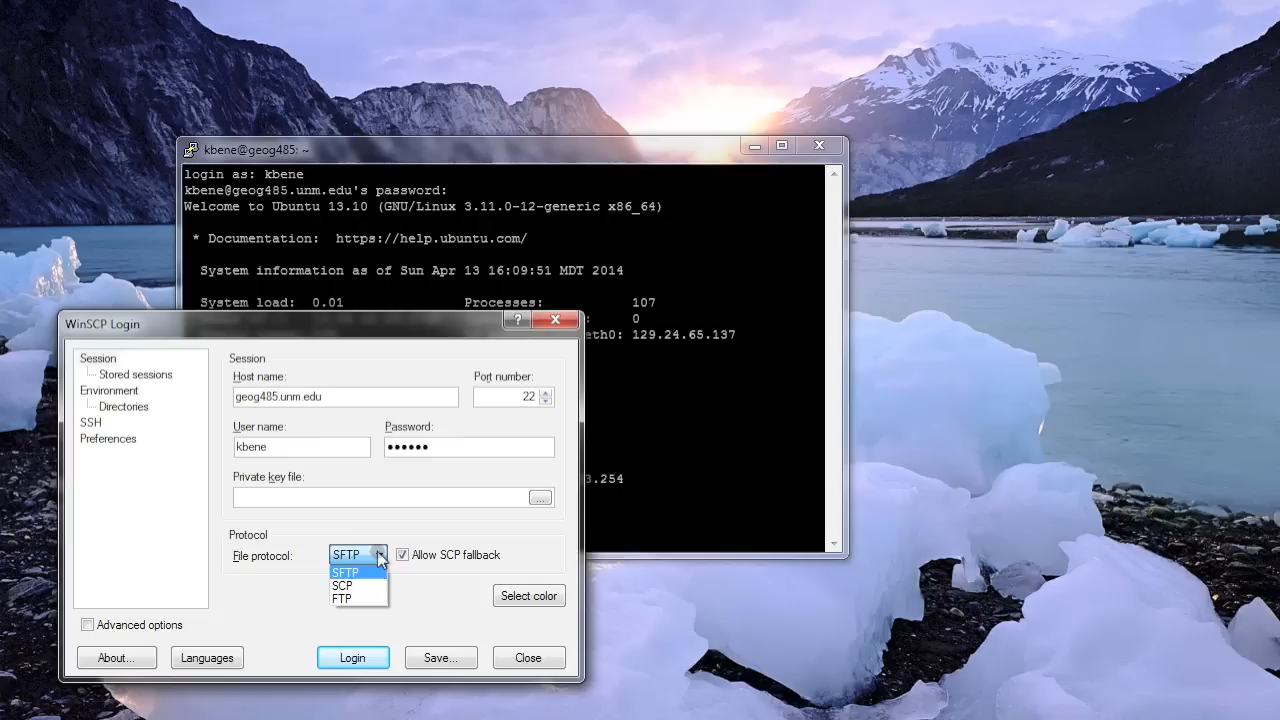 kbene@geog485: ~
login as: kbene
kbene@geog485.unm.edu's password:
Welcome to Ubuntu 13.10 (GNU/Linux 3.11.0-12-generic x86_64)
* Documentation:  https://help.ubuntu.com/
System information as of Sun Apr 13 16:09:51 MDT 2014
System load:  0.01 Processes: 107
: 0
eth0: 129.24.65.137
3.254
WinSCP Login
?
Session
Stored sessions
Environment
Directories
SSH
Preferences
Session
Host name: Port number:
geog485.unm.edu 22
User name: Password:
kbene ••••••
Private key file:
...
Protocol
File protocol: SFTP Allow SCP fallback
SFTP
SCP
FTP
Select color
Advanced options
About... Languages Login Save... Close